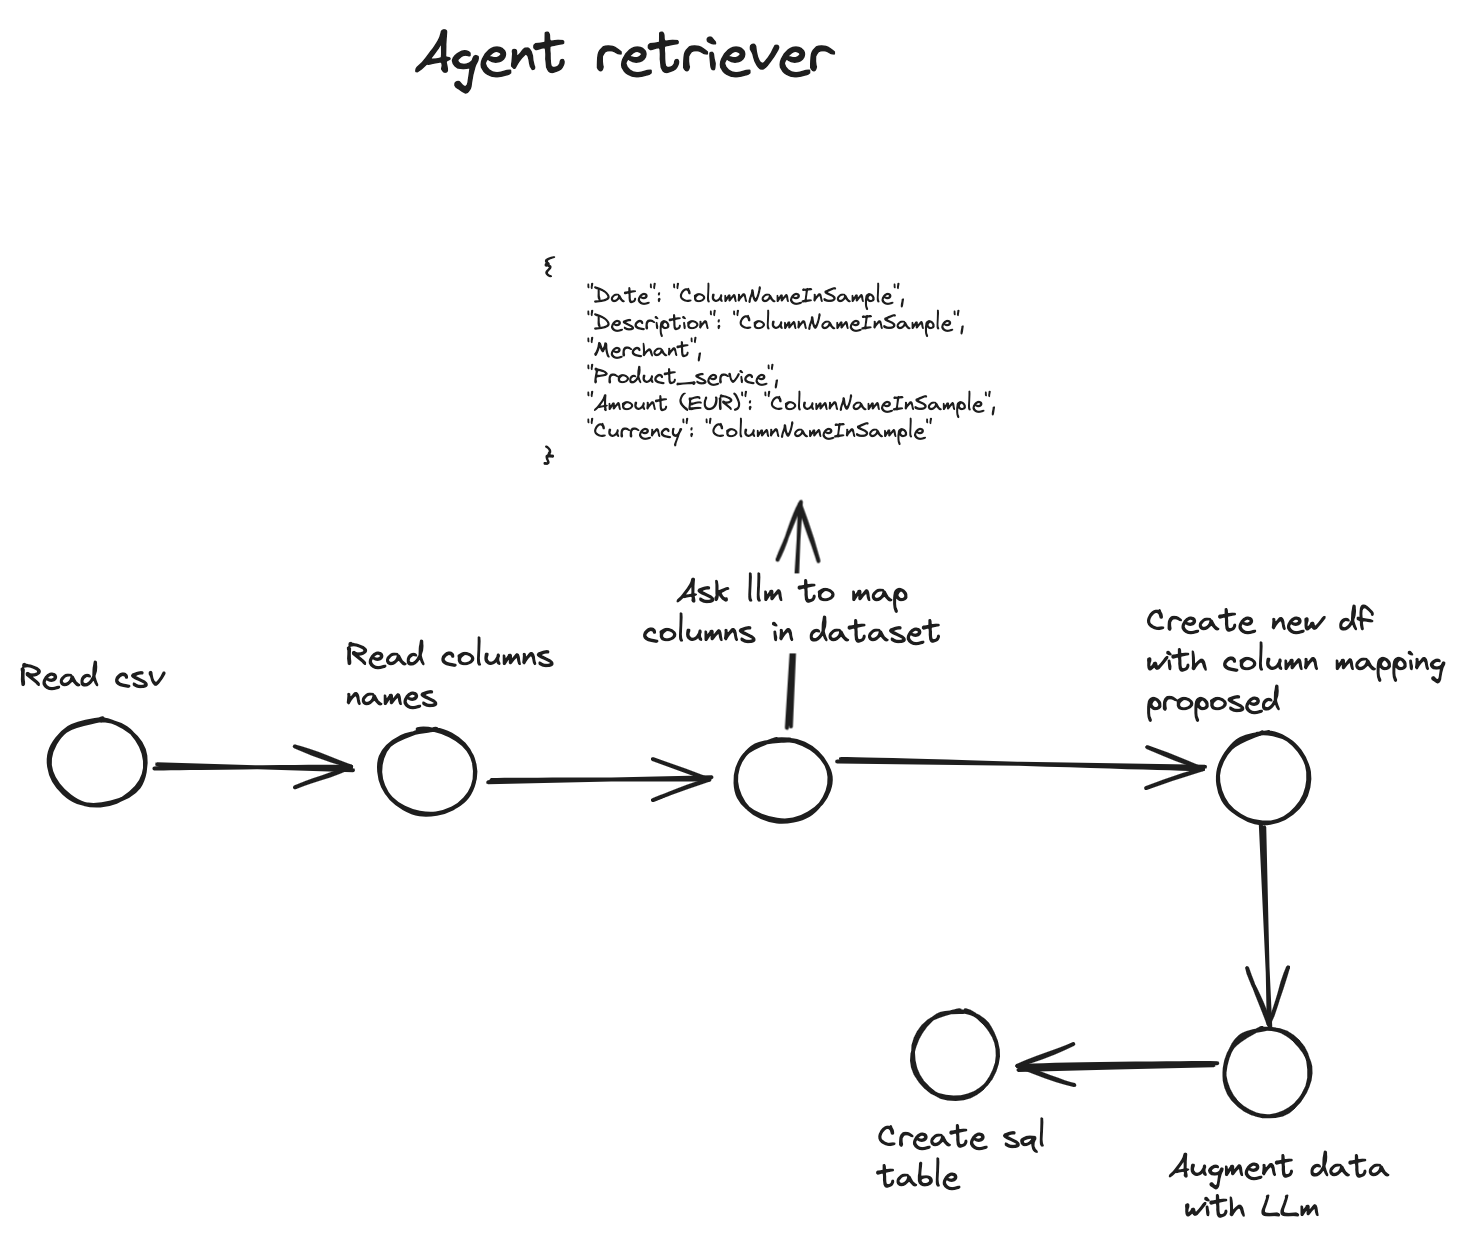 Agent retriever
{
"Date": "ColumnNameInSample",
"Description": "ColumnNameInSample",
"Merchant",
"Product_service",
"Amount (EUR)": "ColumnNameInSample",
"Currency": "ColumnNameInSample"
}
Read csv
Read columns
names
Ask llm to map
columns in dataset
Create new df
with column mapping
proposed
Create sql
table
Augment data
with LLm